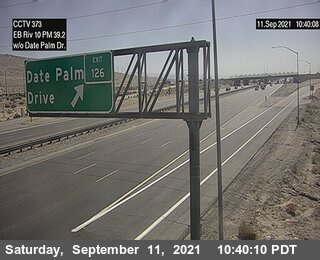 CCTV 373
EB Riv 10 PM 39.2
w/o Date Palm Dr.
11.Sep 2021 10:40:08
EXIT
126
Date Palm
Drive
Saturday, September 11, 2021 10:40:10 PDT